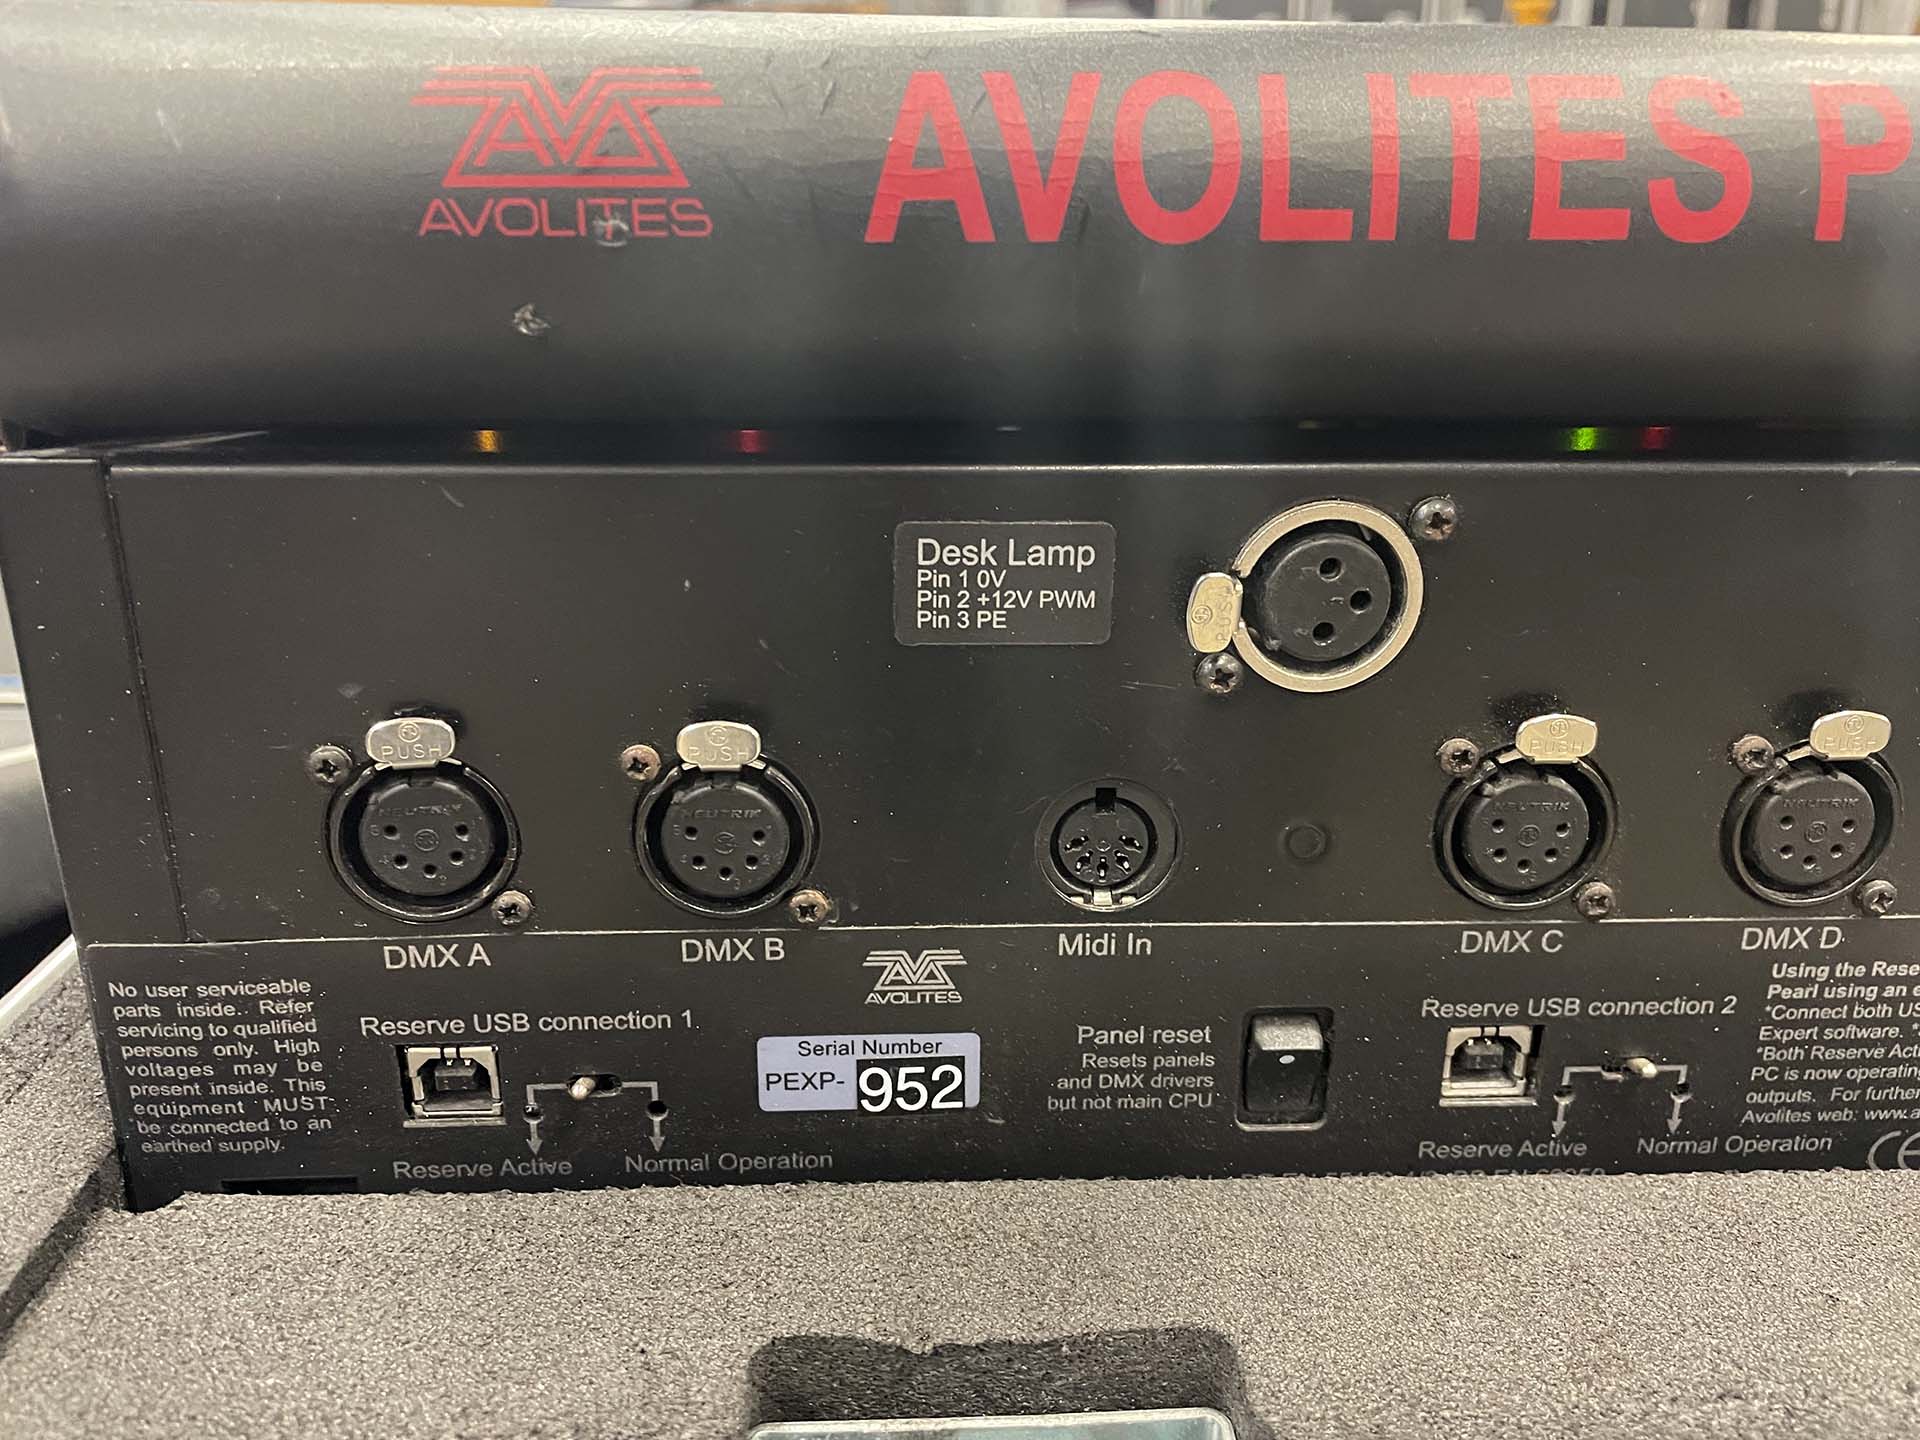 AVOLITES
AVOLITES P
Desk Lamp
Pin 1 0V
Pin 2 +12V PWM
Pin 3 PE
PUSH
PUSH
PUSH
PUSH
PUSH
NEUTRIK
NEUTRIK
NEUTRIK
NEUTRIK
DMX A
DMX B
Midi In
DMX C
DMX D
No user serviceable
parts inside. Refer
servicing to qualified
persons only. High
voltages may be
present inside. This
equipment MUST
be connected to an
earthed supply.
Reserve USB connection 1
Reserve Active
Normal Operation
AVOLITES
Serial Number
PEXP-952
Panel reset
Resets panels
and DMX drivers
but not main CPU
Reserve USB connection 2
Reserve Active
Normal Operation
Using the Rese
Pearl using an e
*Connect both US
Expert software. *
*Both Reserve Acti
PC is now operating
outputs. For further
Avolites web: www.a
CE